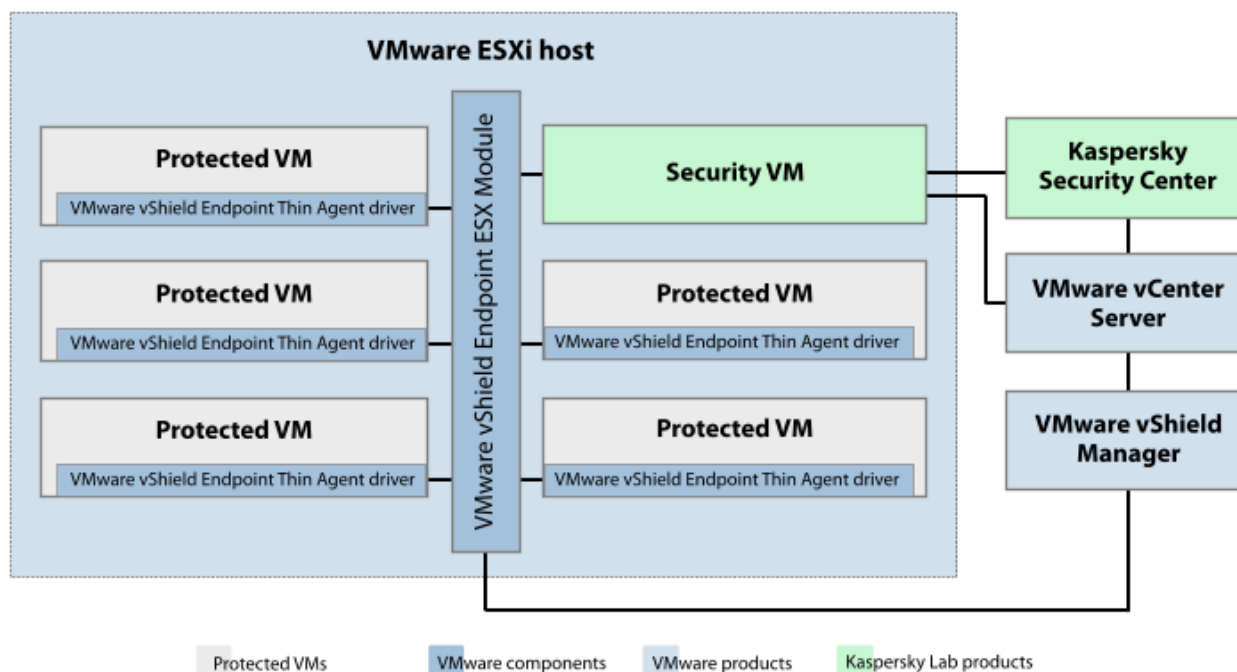 VMware ESXi host
Protected VM
VMware vShield Endpoint Thin Agent driver
Protected VM
VMware vShield Endpoint Thin Agent driver
Protected VM
VMware vShield Endpoint Thin Agent driver
VMware vShield Endpoint ESX Module
Security VM
Protected VM
VMware vShield Endpoint Thin Agent driver
Protected VM
VMware vShield Endpoint Thin Agent driver
Kaspersky
Security Center
VMware vCenter
Server
VMware vShield
Manager
Protected VMs
VMware components
VMware products
Kaspersky Lab products